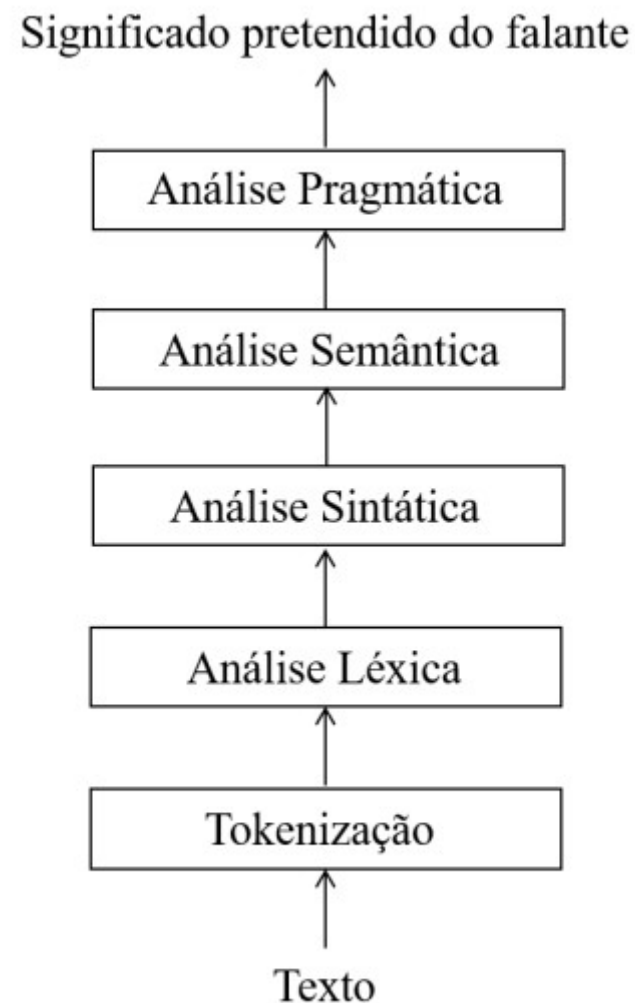 Significado pretendido do falante
Análise Pragmática
Análise Semântica
Análise Sintática
Análise Léxica
Tokenização
Texto